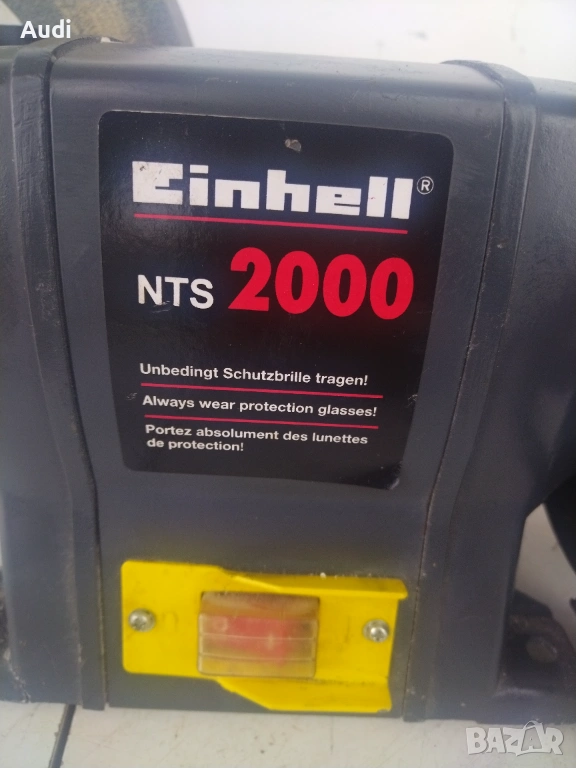 Audi
Einhell®
NTS 2000
Unbedingt Schutzbrille tragen!
Always wear protection glasses!
Portez absolument des lunettes
de protection!
BAZAR